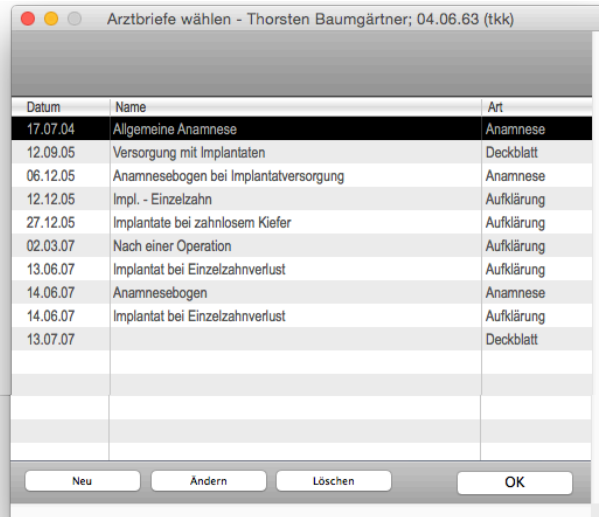 Arztbriefe wählen - Thorsten Baumgärtner; 04.06.63 (tkk)
Datum Name Art
17.07.04 Allgemeine Anamnese Anamnese
12.09.05 Versorgung mit Implantaten Deckblatt
06.12.05 Anamnesebogen bei Implantatversorgung Anamnese
12.12.05 Impl. - Einzelzahn Aufklärung
27.12.05 Implantate bei zahnlosem Kiefer Aufklärung
02.03.07 Nach einer Operation Aufklärung
13.06.07 Implantat bei Einzelzahnverlust Aufklärung
14.06.07 Anamnesebogen Anamnese
14.06.07 Implantat bei Einzelzahnverlust Aufklärung
13.07.07 Deckblatt
Neu Ändern Löschen OK